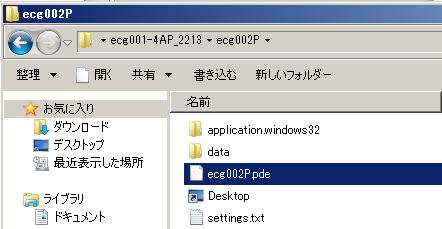 ecg002P
ecg001-4AP_2213 ecg002P
整理 開く 共有 書き込む 新しいフォルダー
お気に入り
ダウンロード
デスクトップ
最近表示した場所
ライブラリ
ドキュメント
名前
application.windows32
data
ecg002P.pde
Desktop
settings.txt